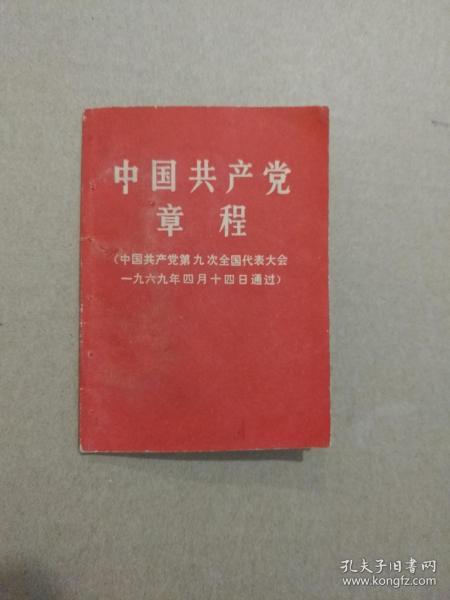 中国共产党
章程
（中国共产党第九次全国代表大会
一九六九年四月十四日通过）
孔夫子旧书网
www.kongfz.com